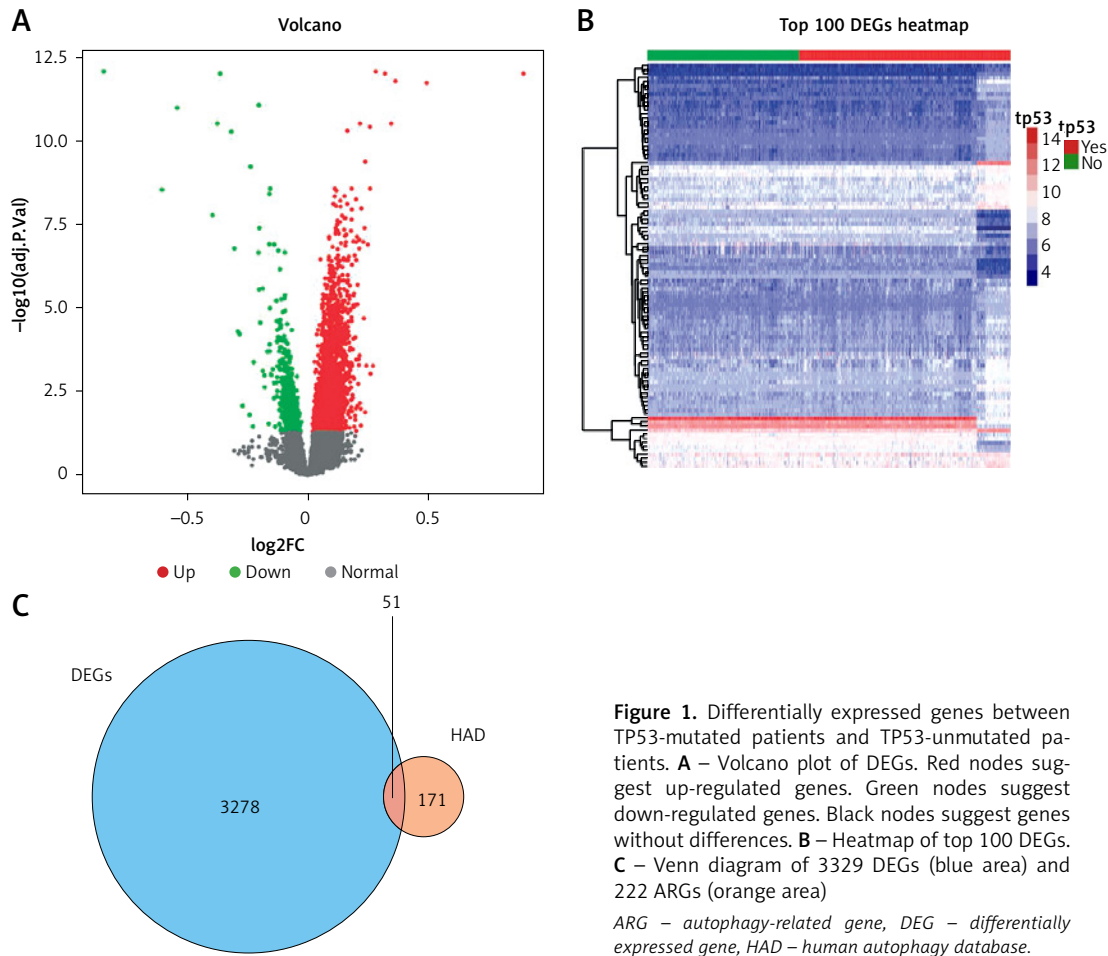 A
Volcano
12.5
10.0
7.5
5.0
2.5
0
−log10(adj.P.Val)
−0.5
0
0.5
log2FC
Up
Down
Normal
B
Top 100 DEGs heatmap
tp53
14
12
10
8
6
4
tp53
Yes
No
C
51
DEGs
HAD
3278
171
Figure 1. Differentially expressed genes between
TP53-mutated patients and TP53-unmutated pa-
tients. A – Volcano plot of DEGs. Red nodes sug-
gest up-regulated genes. Green nodes suggest
down-regulated genes. Black nodes suggest genes
without differences. B – Heatmap of top 100 DEGs.
C – Venn diagram of 3329 DEGs (blue area) and
222 ARGs (orange area)
ARG – autophagy-related gene, DEG – differentially
expressed gene, HAD – human autophagy database.